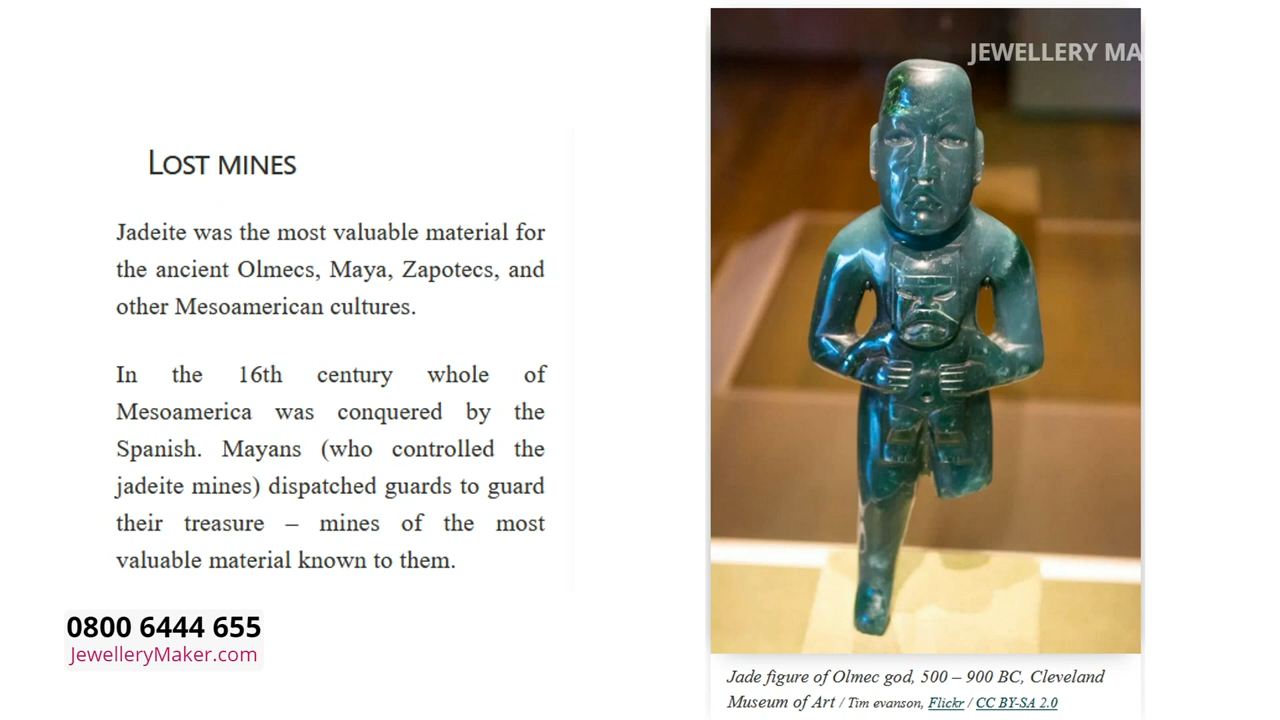 LOST MINES
Jadeite was the most valuable material for
the ancient Olmecs, Maya, Zapotecs, and
other Mesoamerican cultures.
In the 16th century whole of
Mesoamerica was conquered by the
Spanish. Mayans (who controlled the
jadeite mines) dispatched guards to guard
their treasure – mines of the most
valuable material known to them.
0800 6444 655
JewelleryMaker.com
JEWELLERY MA
Jade figure of Olmec god, 500 – 900 BC, Cleveland
Museum of Art / Tim evanson, Flickr / CC BY-SA 2.0